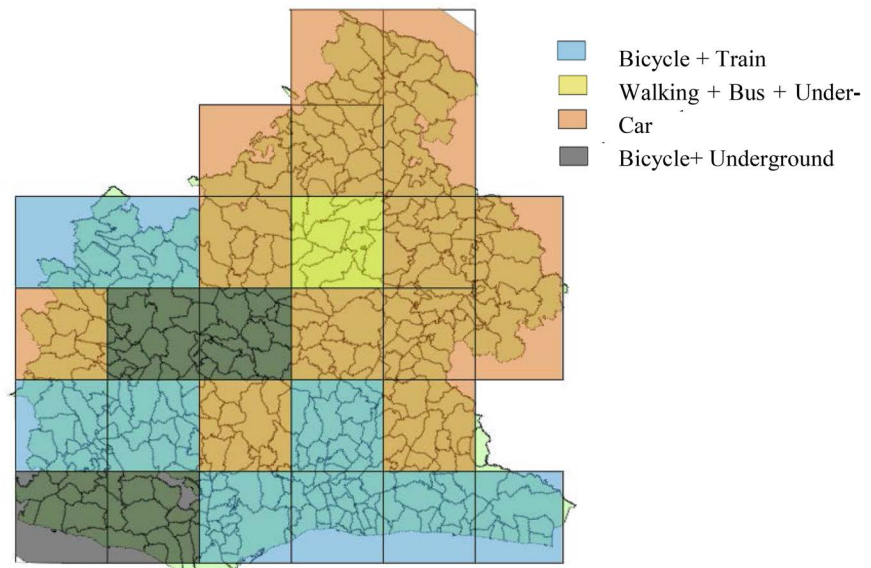 Bicycle + Train
Walking + Bus + Under-
Car
Bicycle+ Underground